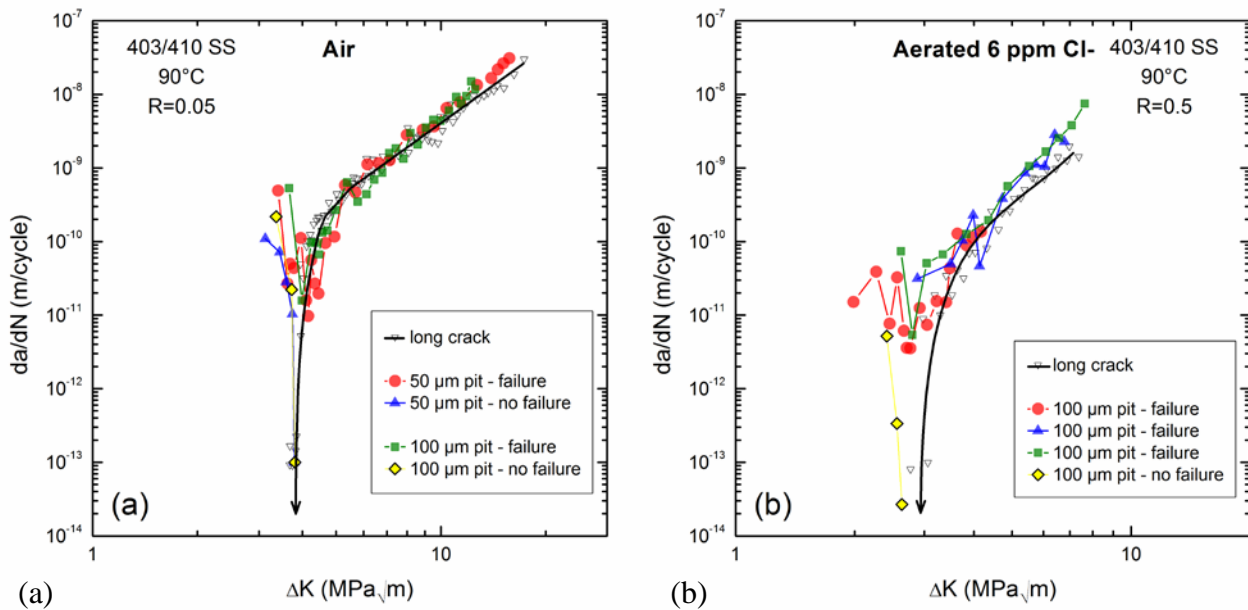 10⁻⁷
10⁻⁸
10⁻⁹
10⁻¹⁰
10⁻¹¹
10⁻¹²
10⁻¹³
10⁻¹⁴
da/dN (m/cycle)
403/410 SS
90°C
R=0.05
Air
long crack
50 µm pit - failure
50 µm pit - no failure
100 µm pit - failure
100 µm pit - no failure
(a)
1
10
(a)
ΔK (MPa√m)
10⁻⁷
10⁻⁸
10⁻⁹
10⁻¹⁰
10⁻¹¹
10⁻¹²
10⁻¹³
10⁻¹⁴
da/dN (m/cycle)
Aerated 6 ppm Cl-
403/410 SS
90°C
R=0.5
long crack
100 µm pit - failure
100 µm pit - failure
100 µm pit - failure
100 µm pit - no failure
(b)
1
10
(b)
ΔK (MPa√m)